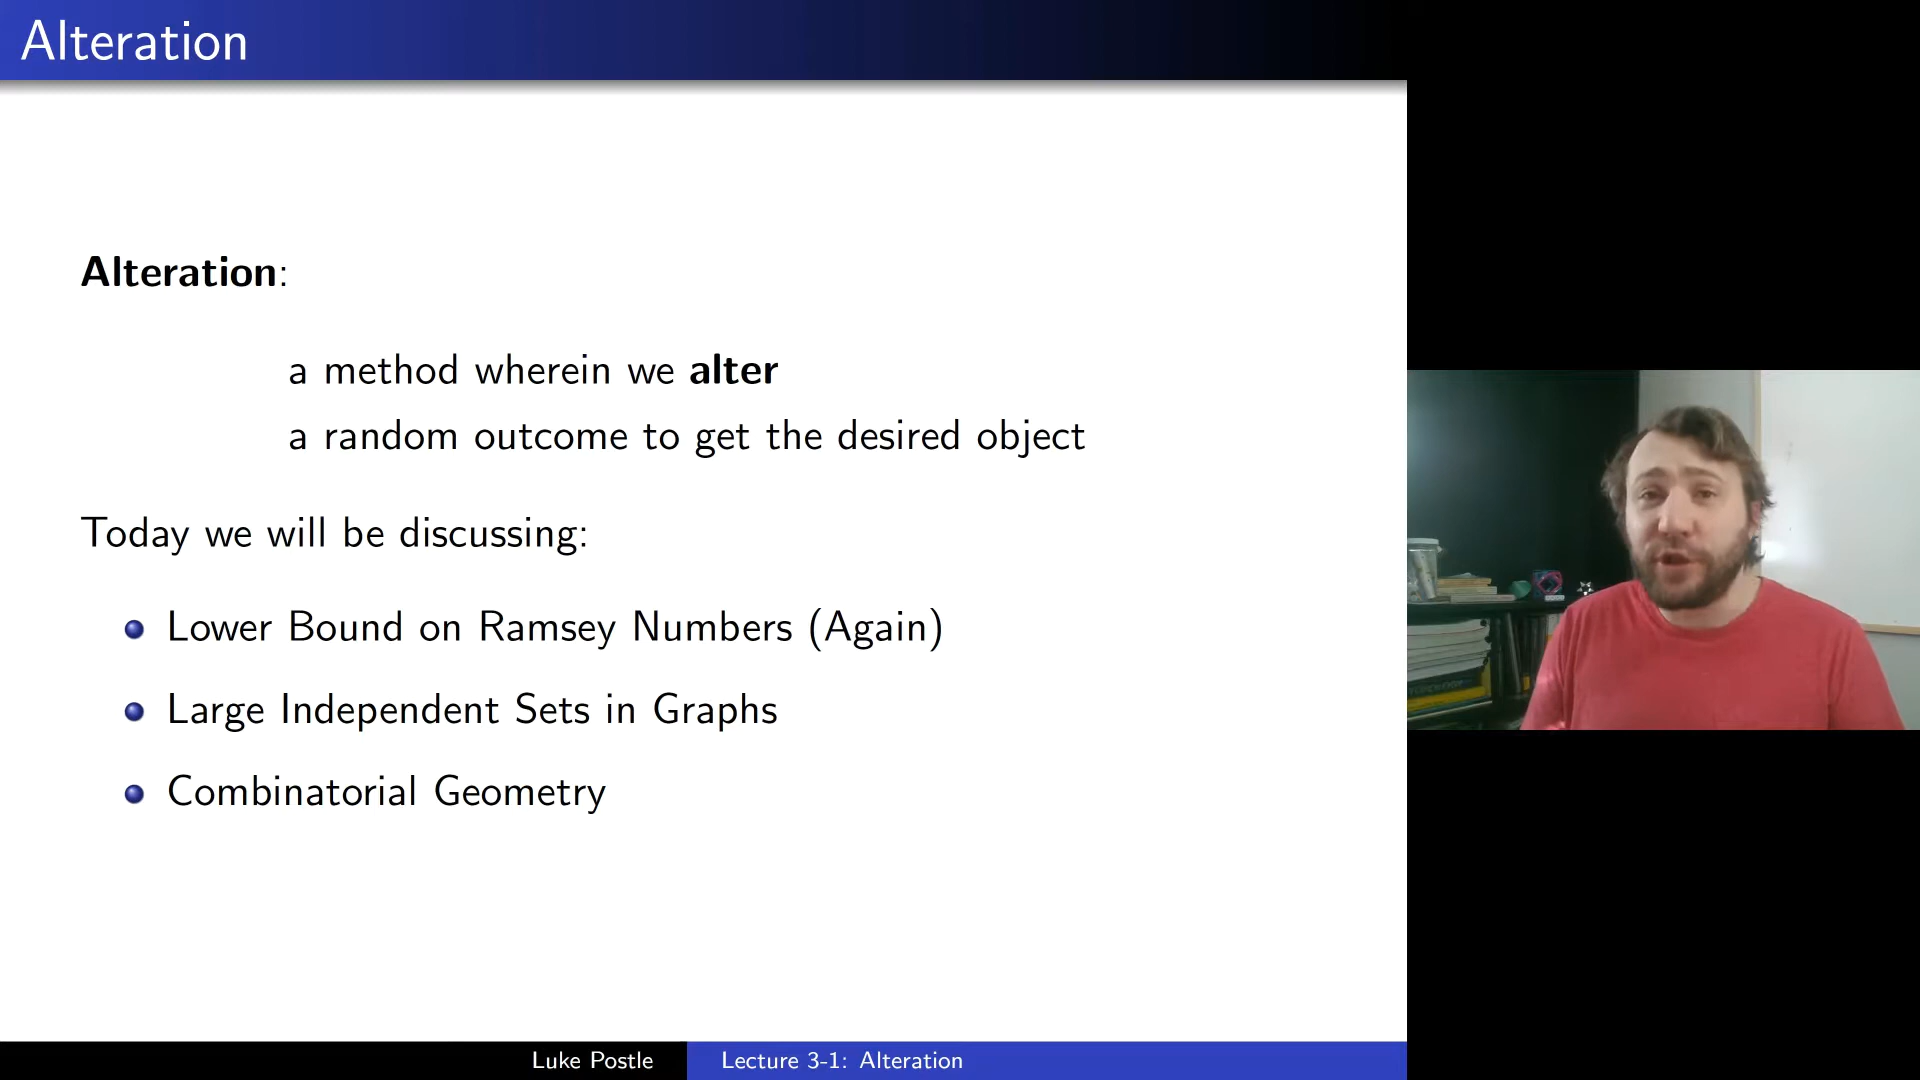 Alteration
Alteration:
a method wherein we alter
a random outcome to get the desired object
Today we will be discussing:
Lower Bound on Ramsey Numbers (Again)
Large Independent Sets in Graphs
Combinatorial Geometry
Luke Postle
Lecture 3-1: Alteration